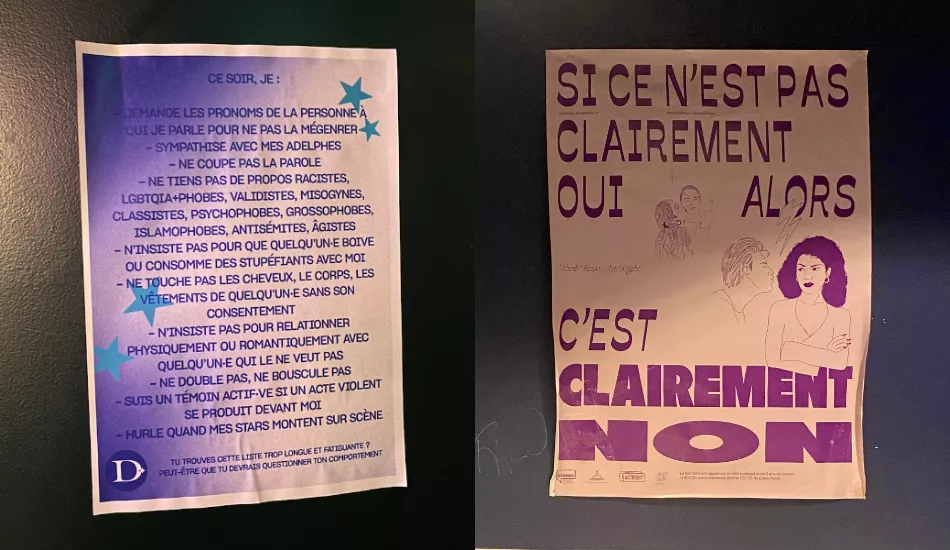 CE SOIR, JE :
– DEMANDE LES PRONOMS DE LA PERSONNE À
QUI JE PARLE POUR NE PAS LA MÉGENRER
– SYMPATHISE AVEC MES ADELPHES
– NE COUPE PAS LA PAROLE
– NE TIENS PAS DE PROPOS RACISTES,
LGBTQIA+PHOBES, VALIDISTES, MISOGYNES,
CLASSISTES, PSYCHOPHOBES, GROSSOPHOBES,
ISLAMOPHOBES, ANTISÉMITES, ÂGISTES
– N'INSISTE PAS POUR QUE QUELQU'UN·E BOIVE
OU CONSOMME DES STUPÉFIANTS AVEC MOI
– NE TOUCHE PAS LES CHEVEUX, LE CORPS, LES
VÊTEMENTS DE QUELQU'UN·E SANS SON
CONSENTEMENT
– N'INSISTE PAS POUR RELATIONNER
PHYSIQUEMENT OU ROMANTIQUEMENT AVEC
QUELQU'UN·E QUI LE NE VEUT PAS
– NE DOUBLE PAS, NE BOUSCULE PAS
– SUIS UN TÉMOIN ACTIF·VE SI UN ACTE VIOLENT
SE PRODUIT DEVANT MOI
– HURLE QUAND MES STARS MONTENT SUR SCÈNE
D
TU TROUVES CETTE LISTE TROP LONGUE ET FATIGUANTE ?
PEUT-ÊTRE QUE TU DEVRAIS QUESTIONNER TON COMPORTEMENT
SI CE N'EST PAS
CLAIREMENT
OUI ALORS
C'EST
CLAIREMENT
NON